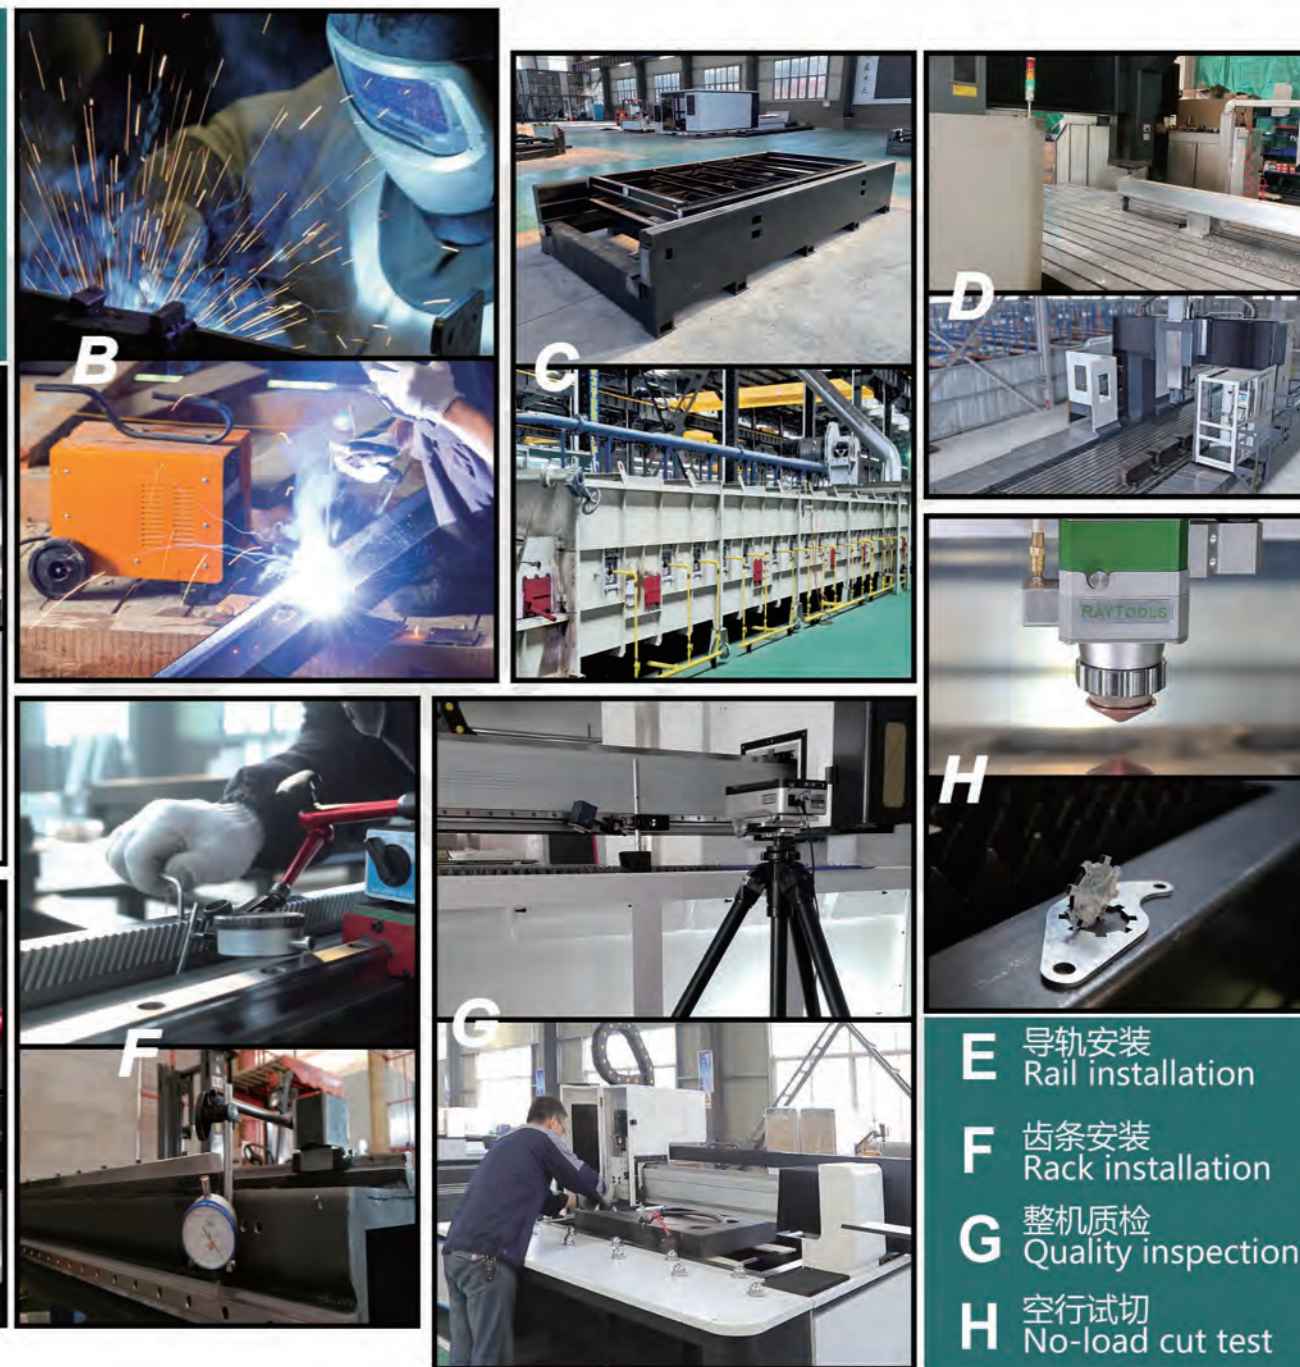 B
C
D
RAYTOOLS
H
F
G
E 导轨安装
Rail installation
F 齿条安装
Rack installation
G 整机质检
Quality inspection
H 空行试切
No-load cut test